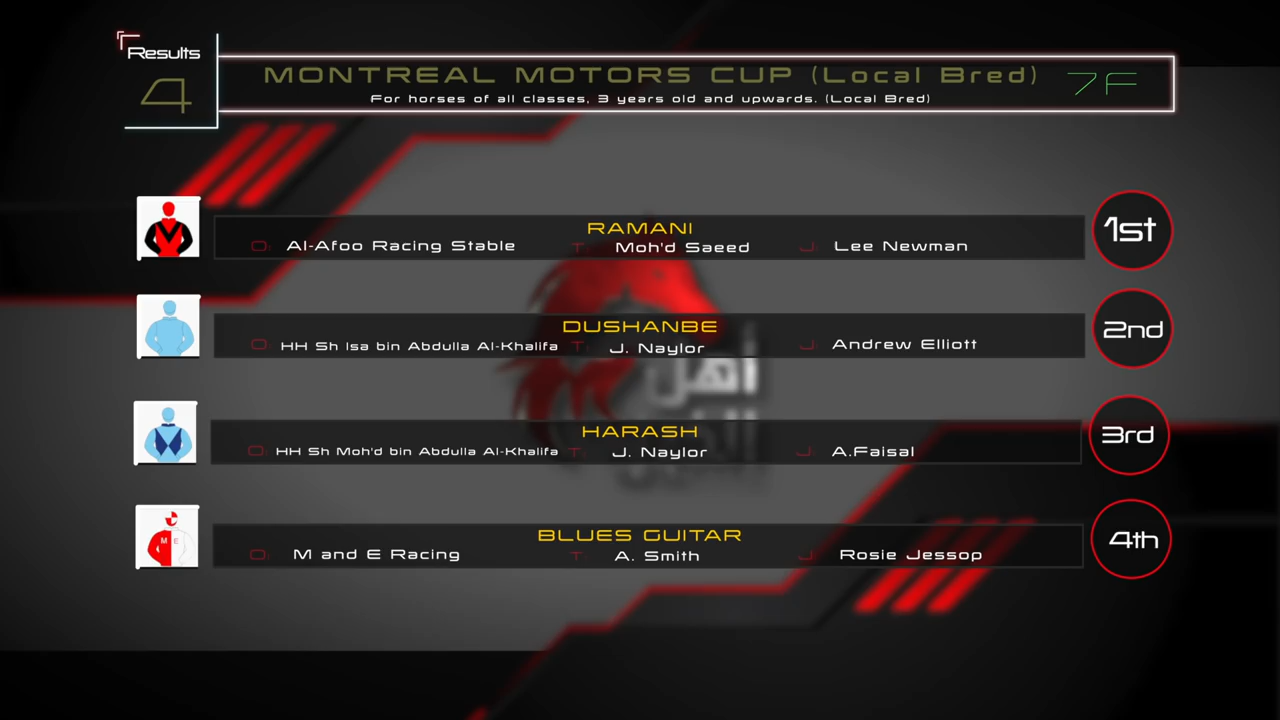 Results
4
MONTREAL MOTORS CUP (Local Bred)
7F
For horses of all classes, 3 years old and upwards. (Local Bred)
RAMANI
O: Al-Afoo Racing Stable T: Moh'd Saeed J: Lee Newman
1st
DUSHANBE
O: HH Sh Isa bin Abdulla Al-Khalifa T: J. Naylor J: Andrew Elliott
2nd
أهل
HARASH
O: HH Sh Moh'd bin Abdulla Al-Khalifa T: J. Naylor J: A.Faisal
3rd
BLUES GUITAR
M E
O: M and E Racing T: A. Smith J: Rosie Jessop
4th